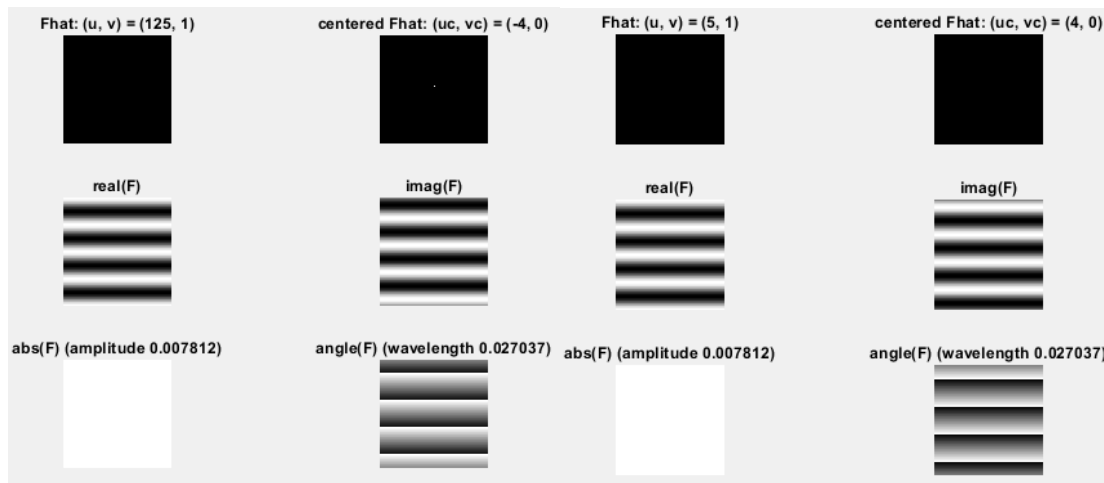 Fhat: (u, v) = (125, 1)
centered Fhat: (uc, vc) = (-4, 0)
Fhat: (u, v) = (5, 1)
centered Fhat: (uc, vc) = (4, 0)
real(F)
imag(F)
real(F)
imag(F)
abs(F) (amplitude 0.007812)
angle(F) (wavelength 0.027037)
abs(F) (amplitude 0.007812)
angle(F) (wavelength 0.027037)